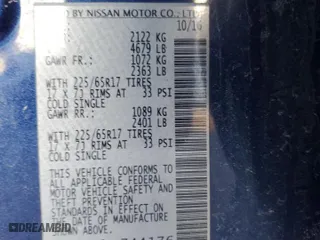 D BY NISSAN MOTOR CO., LTD.
10/16
2122 KG
4679 LB
GAWR FR.: 1072 KG
2363 LB
WITH 225/65R17 TIRES
17 X 7J RIMS AT 33 PSI
COLD SINGLE
GAWR RR.: 1089 KG
2401 LB
WITH 225/65R17 TIRES
17 X 7J RIMS AT 33 PSI
COLD SINGLE
THIS VEHICLE CONFORMS TO
ALL APPLICABLE FEDERAL
MOTOR VEHICLE SAFETY AND
THEFT PREVENTION
STANDARDS IN EFFECT ON
THE DATE OF
MANUFACTURE SHOWN
ABOVE
DREAMBID